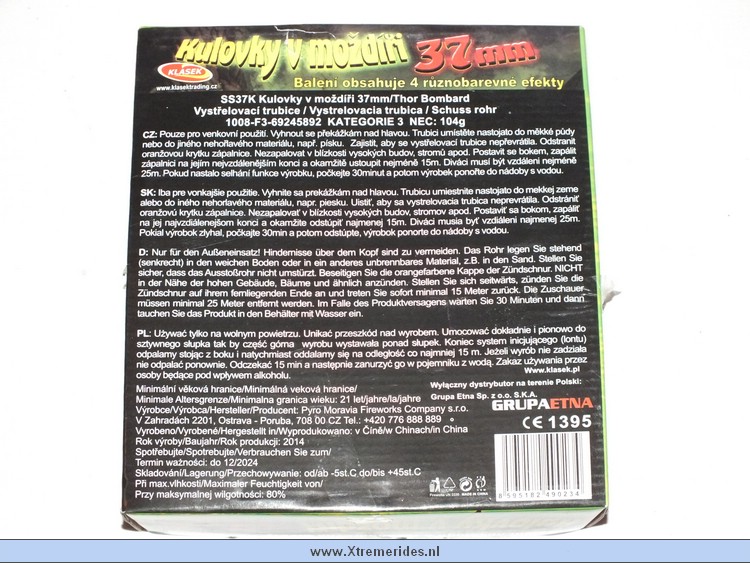 Kulovky v moždíři 37mm
KLÁSEK
www.klasektrading.cz
Balení obsahuje 4 různobarevné efekty
SS37K Kulovky v moždíři 37mm/Thor Bombard
Vystřelovací trubice / Vystrelovacia trubica / Schuss rohr
1008-F3-69245892 KATEGORIE 3 NEC: 104g
CZ: Pouze pro venkovní použití. Vyhnout se překážkám nad hlavou. Trubici umístěte nastojato do měkké půdy
nebo do jiného nehořlavého materiálu, např. písku. Zajistit, aby se vystřelovací trubice nepřevrátila. Odstranit
oranžovou krytku zápalnice. Nezapalovat v blízkosti vysokých budov, stromů apod. Postavit se bokem, zapálit
zápalnici na jejím nejvzdálenějším konci a okamžitě ustoupit nejméně 15m. Diváci musí být vzdáleni nejméně
25m. Pokud nastalo selhání funkce výrobku, počkejte 30minut a potom výrobek ponořte do nádoby s vodou.
SK: Iba pre vonkajšie použitie. Vyhnite sa prekážkám nad hlavou. Trubicu umiestnite nastojato do mekkej zeme
alebo do iného nehorľavého materiálu, napr. piesku. Uistiť, aby sa vystrelovacia trubice neprevrátila. Odstrániť
oranžovú krytku zápalnice. Nezapalovať v blízkosti vysokých budov, stromov apod. Postaviť sa bokom, zapáliť
na jej najvzdálenejšom konci a okamžite odstúpiť najmenej 15m. Diváci musia byť vzdiálení najmenej 25m.
Pokial výrobok zlyhal, počkajte 30min a potom odstúpte, výrobok ponorte do nádoby s vodou.
D: Nur für den Außeneinsatz! Hindernisse über dem Kopf sind zu vermeiden. Das Rohr legen Sie stehend
(senkrecht) in den weichen Boden oder in ein anderes unbrennbares Material, z.B. in den Sand. Stellen Sie
sicher, dass das Ausstoßrohr nicht umstürzt. Beseitigen Sie die orangefarbene Kappe der Zündschnur. NICHT
in der Nähe der hohen Gebäude, Bäume und ähnlich anzünden. Stellen Sie sich seitwärts, zünden Sie die
Zündschnur auf ihrem fernliegenden Ende an und treten Sie sofort minimal 15 Meter zurück. Die Zuschauer
müssen minimal 25 Meter entfernt werden. Im Falle des Produktversagens warten Sie 30 Minuten und dann
tauchen Sie das Produkt in den Behälter mit Wasser ein.
PL: Używać tylko na wolnym powietrzu. Unikać przeszkód nad wyrobem. Umocować dokładnie i pionowo do
sztywnego słupka tak by część górna wyrobu wystawała ponad słupek. Koniec system inicjującego (lontu)
odpalamy stojąc z boku i natychmiast oddalamy się na odległość co najmniej 15 m. Jeżeli wyrób nie zadziała
nie odpalać ponownie. Odczekać 15 min a następnie zanurzyć go w pojemniku z wodą. Zakaz używania przez
osoby będące pod wpływem alkoholu.
www.klasek.pl
Minimální věková hranice/Minimálná veková hranice/
Minimale Altersgrenze/Minimalna granica wieku: 21 let/jahre/la/jahre
Výrobce/Výrobca/Hersteller/Producent: Pyro Moravia Fireworks Company s.r.o.
V Zahradách 2201, Ostrava - Poruba, 708 00 CZ Tel.: +420 776 888 889
Vyrobeno/Vyrobené/Hergestellt in/Wyprodukowano: v Číně/w Chinach/in China
Rok výroby/Baujahr/Rok produkcji: 2014
Spotřebujte/Spotrebujte/Verbrauchen Sie zum/
Termin ważności: do 12/2024
Skladování/Lagerung/Przechowywanie: od/ab -5st.C do/bis +45st.C
Při max.vlhkosti/Maximaler Feuchtigkeit von/
Przy maksymalnej wilgotności: 80%
Wyłączny dystrybutor na terenie Polski:
Grupa Etna Sp. z o.o. S.K.A.
GRUPAETNA
CE 1395
MADE IN CHINA
8 595182 490234
www.Xtremerides.nl